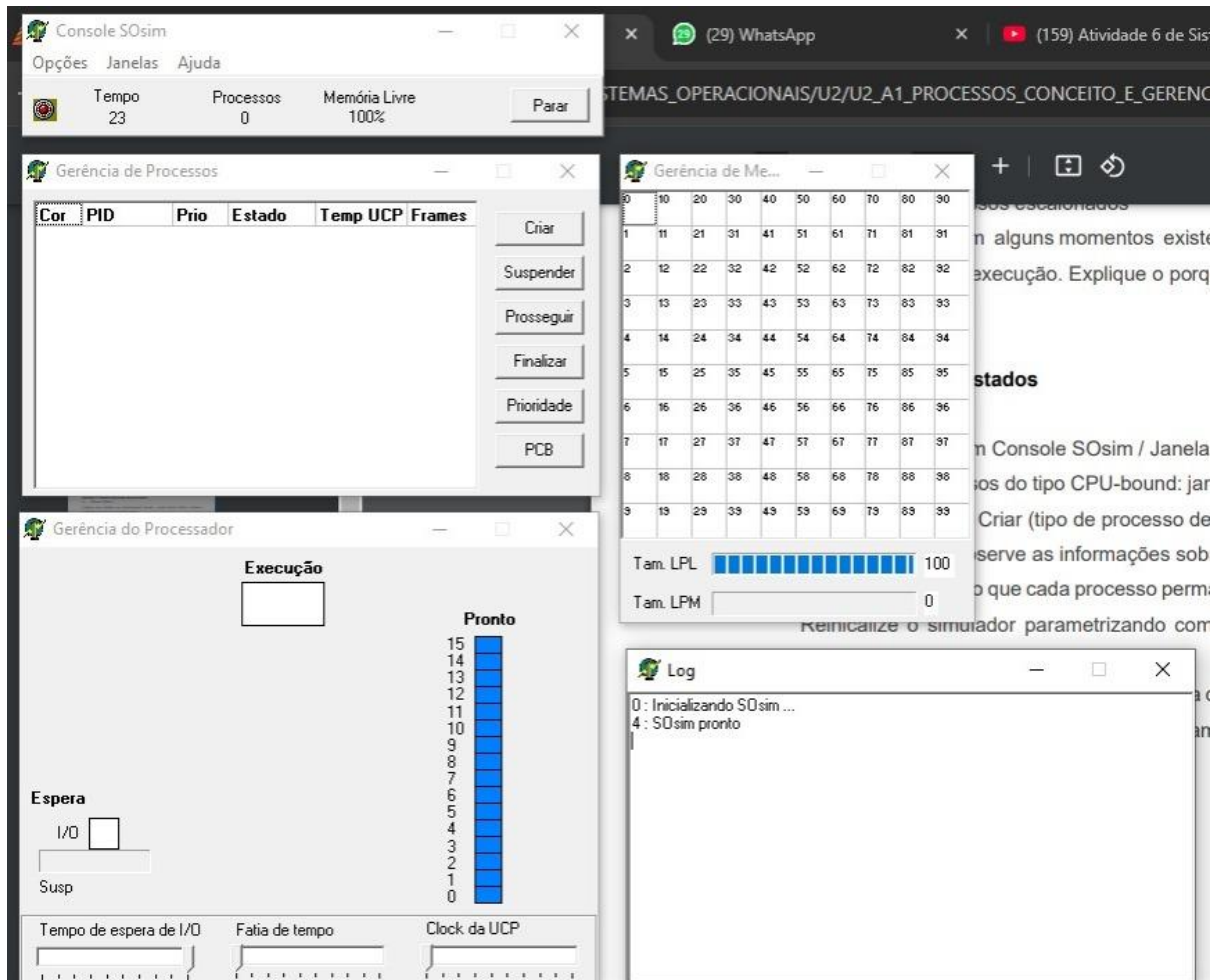 Console SOsim
Opções Janelas Ajuda
Tempo Processos Memória Livre
23 0 100%
Parar
(29) WhatsApp
(159) Atividade 6 de Sis
TEMAS_OPERACIONAIS/U2/U2_A1_PROCESSOS_CONCEITO_E_GERENC
Gerência de Processos
Cor PID Prio Estado Temp UCP Frames
Criar
Suspender
Prosseguir
Finalizar
Prioridade
PCB
Gerência de Me...
0 10 20 30 40 50 60 70 80 90
1 11 21 31 41 51 61 71 81 91
2 12 22 32 42 52 62 72 82 92
3 13 23 33 43 53 63 73 83 93
4 14 24 34 44 54 64 74 84 94
5 15 25 35 45 55 65 75 85 95
6 16 26 36 46 56 66 76 86 96
7 17 27 37 47 57 67 77 87 97
8 18 28 38 48 58 68 78 88 98
9 19 29 39 49 59 69 79 89 99
Tam. LPL 100
Tam. LPM 0
alguns momentos existe
execução. Explique o porq
stados
Console SOsim / Janela
sos do tipo CPU-bound: jan
Criar (tipo de processo de
serve as informações sob
que cada processo perma
Reinicalize o simulador parametrizando com
Gerência do Processador
Execução
Pronto
15
14
13
12
11
10
9
8
7
6
5
4
3
2
1
0
Espera
I/O
Susp
Tempo de espera de I/O Fatia de tempo Clock da UCP
Log
0 : Inicializando SOsim ...
4 : SOsim pronto